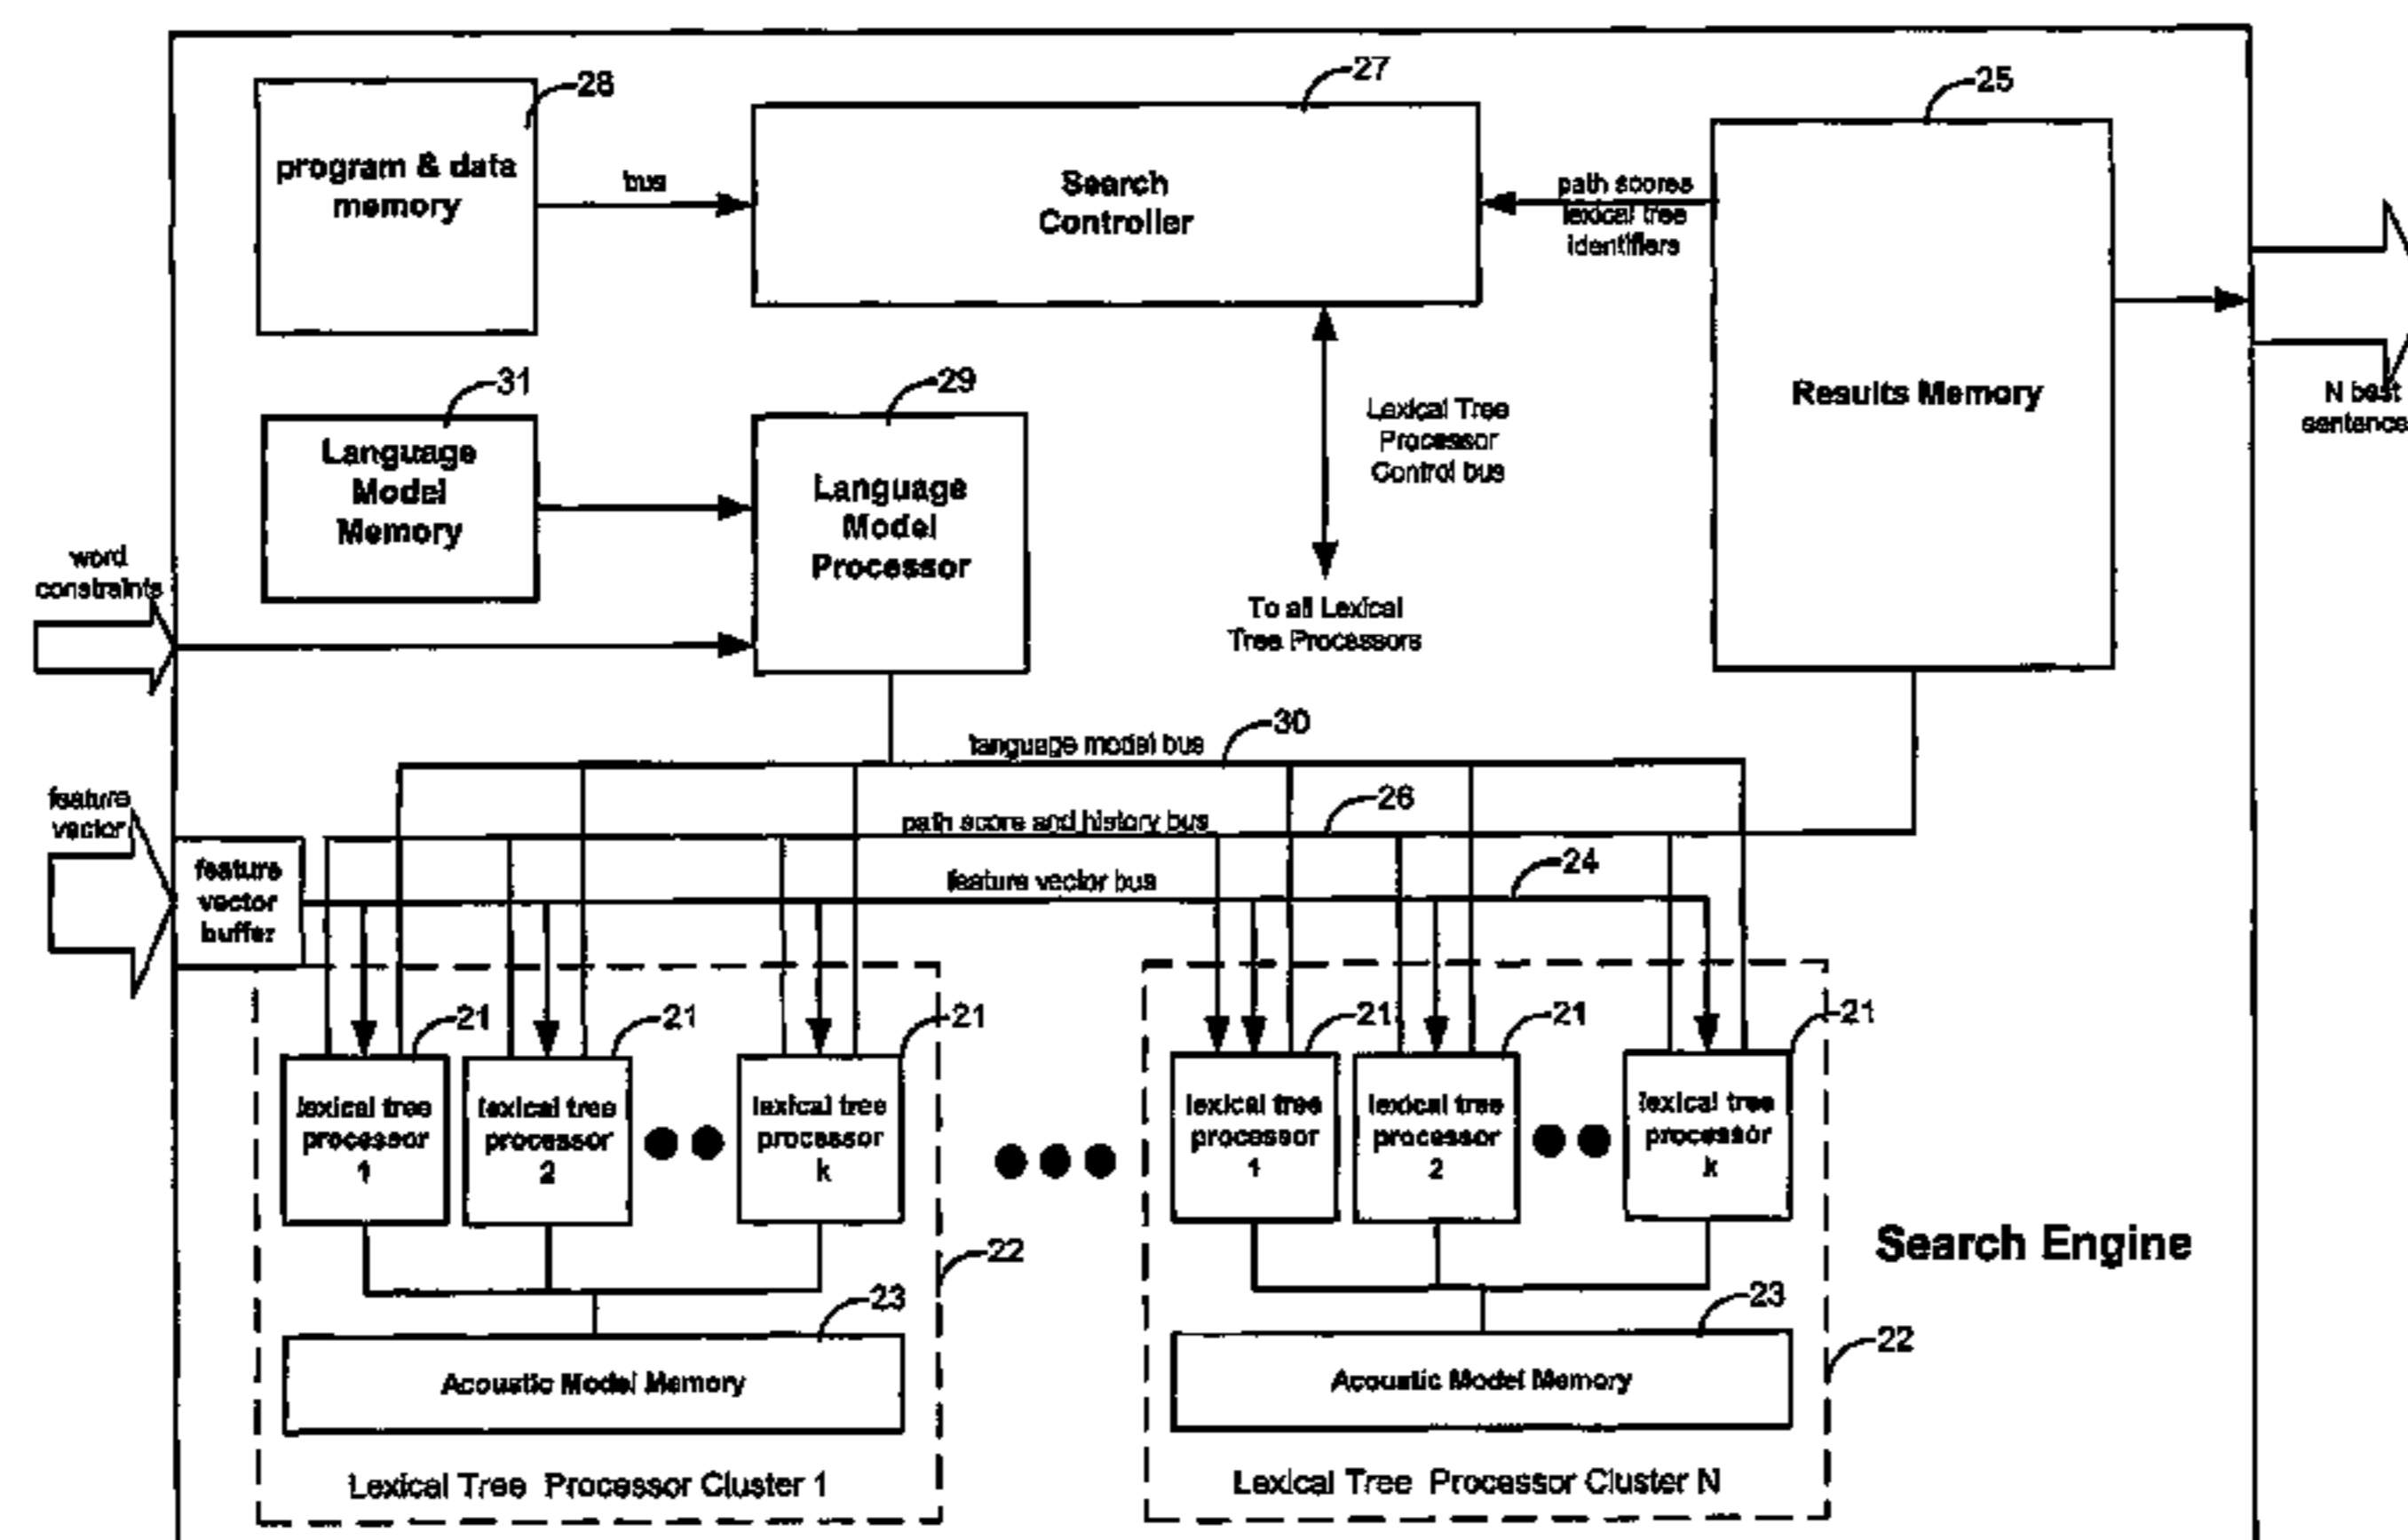 28
27
25
program & data
memory
bus
Search
Controller
path scores
lexical tree
identifiers
31
29
Language
Model
Memory
Language
Model
Processor
Lexical Tree
Processor
Control bus
Results Memory
N best
sentence
word
constraints
To all Lexical
Tree Processors
30
language model bus
feature
vector
26
path score and history bus
feature
vector
buffer
24
feature vector bus
21
21
21
21
21
21
lexical tree
processor
1
lexical tree
processor
2
lexical tree
processor
k
lexical tree
processor
1
lexical tree
processor
2
lexical tree
processor
k
22
Search Engine
23
23
22
Acoustic Model Memory
Acoustic Model Memory
Lexical Tree Processor Cluster 1
Lexical Tree Processor Cluster N